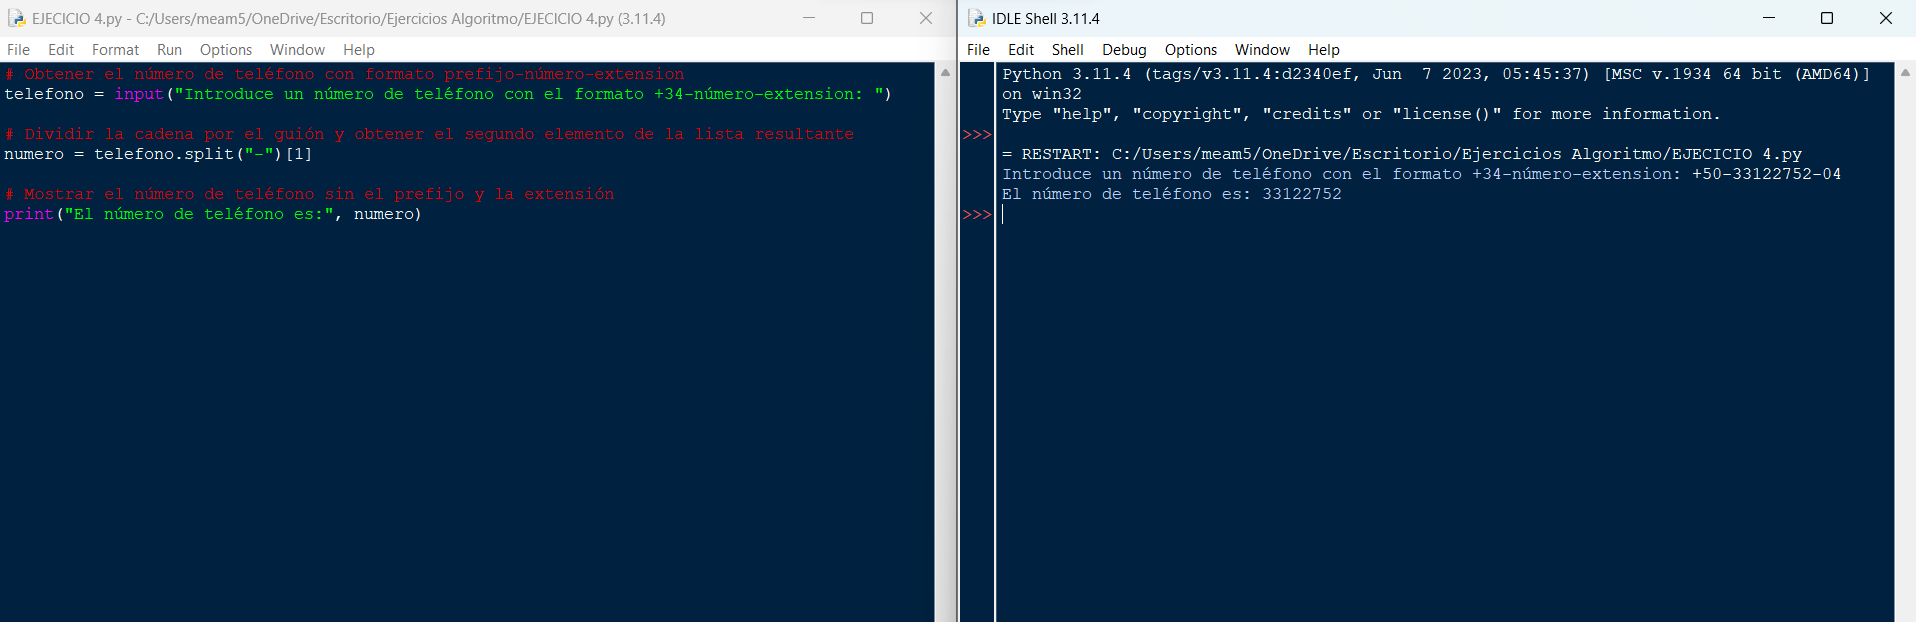 EJECICIO 4.py - C:/Users/meam5/OneDrive/Escritorio/Ejercicios Algoritmo/EJECICIO 4.py (3.11.4)
File Edit Format Run Options Window Help
# Obtener el número de teléfono con formato prefijo-número-extension
telefono = input("Introduce un número de teléfono con el formato +34-número-extension: ")
# Dividir la cadena por el guión y obtener el segundo elemento de la lista resultante
numero = telefono.split("-")[1]
# Mostrar el número de teléfono sin el prefijo y la extensión
print("El número de teléfono es:", numero)
IDLE Shell 3.11.4
File Edit Shell Debug Options Window Help
Python 3.11.4 (tags/v3.11.4:d2340ef, Jun  7 2023, 05:45:37) [MSC v.1934 64 bit (AMD64)]
on win32
Type "help", "copyright", "credits" or "license()" for more information.
>>>
= RESTART: C:/Users/meam5/OneDrive/Escritorio/Ejercicios Algoritmo/EJECICIO 4.py
Introduce un número de teléfono con el formato +34-número-extension: +50-33122752-04
El número de teléfono es: 33122752
>>>